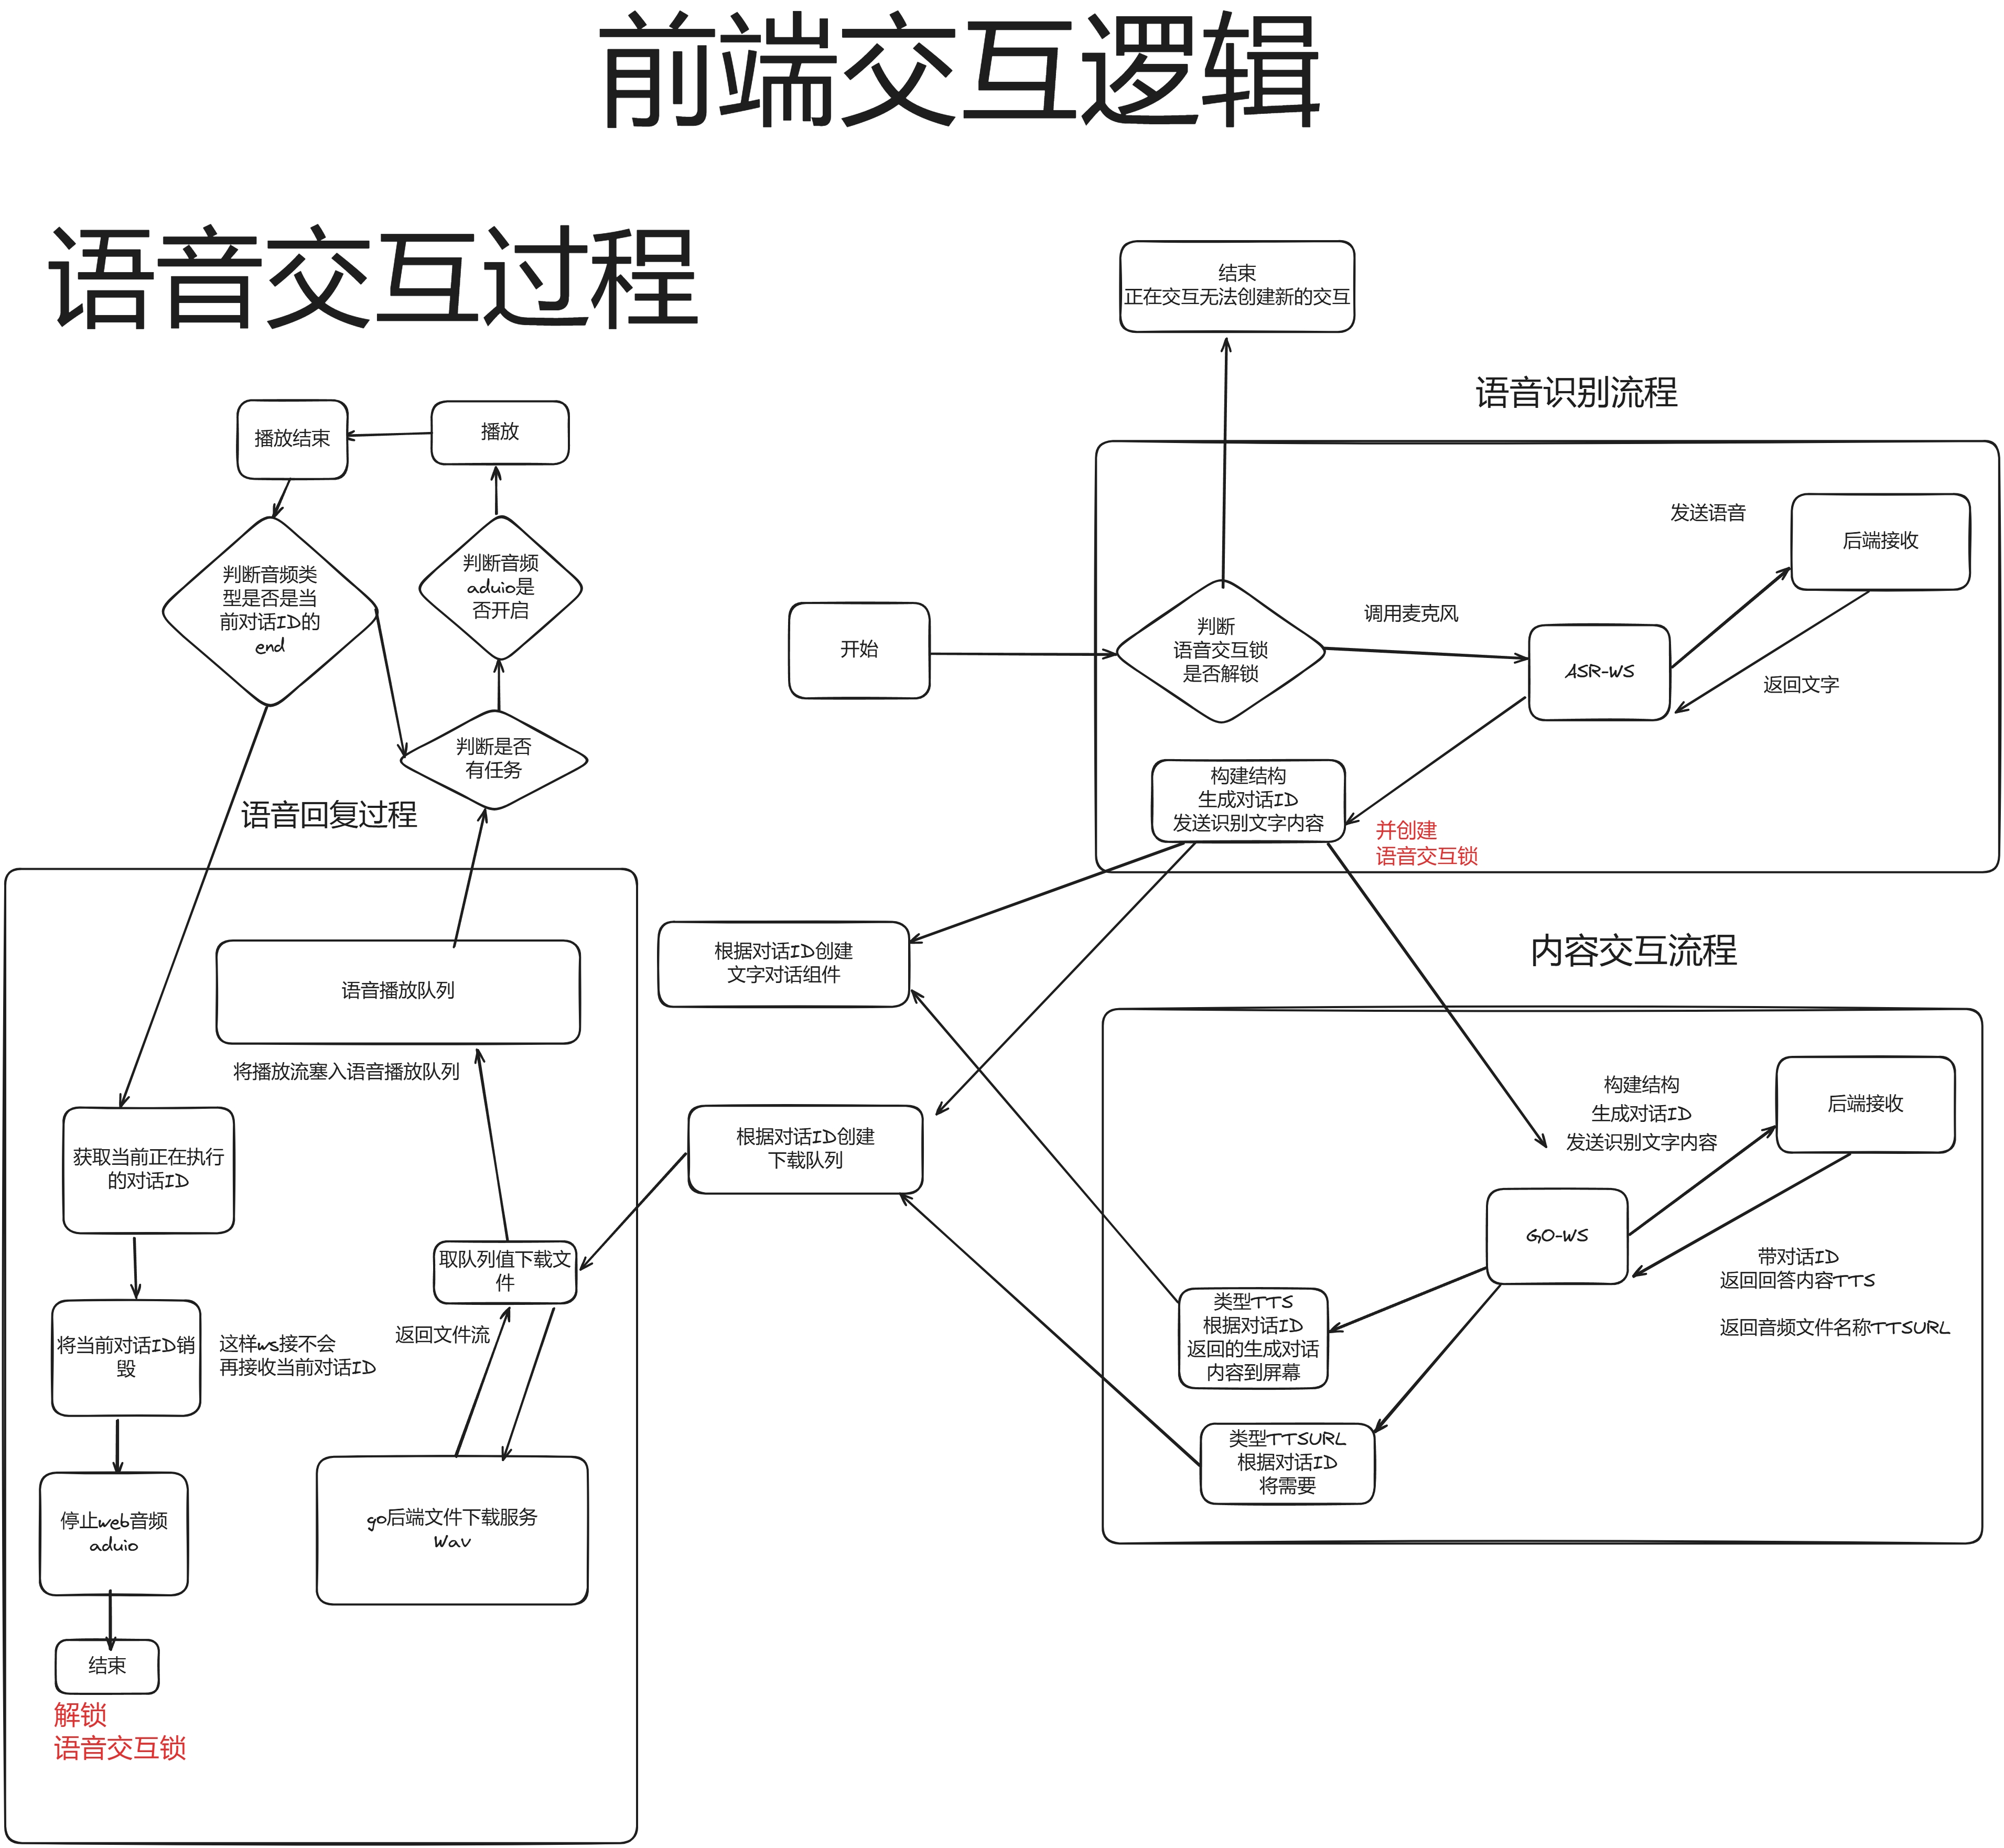 前端交互逻辑
语音交互过程
结束
正在交互无法创建新的交互
语音识别流程
播放结束
播放
发送语音
后端接收
判断音频
aduio是
否开启
判断音频类
型是否是当
前对话ID的
end
开始
判断
语音交互锁
是否解锁
调用麦克风
ASR-WS
返回文字
判断是否
有任务
构建结构
生成对话ID
发送识别文字内容
语音回复过程
并创建
语音交互锁
根据对话ID创建
文字对话组件
内容交互流程
语音播放队列
将播放流塞入语音播放队列
构建结构
生成对话ID
发送识别文字内容
后端接收
根据对话ID创建
下载队列
获取当前正在执行
的对话ID
GO-WS
取队列值下载文
件
带对话ID
返回回答内容TTS
返回音频文件名称TTSURL
类型TTS
根据对话ID
返回的生成对话
内容到屏幕
将当前对话ID销
毁
这样ws接不会
再接收当前对话ID
返回文件流
类型TTSURL
根据对话ID
将需要
停止web音频
aduio
go后端文件下载服务
Wav
结束
解锁
语音交互锁